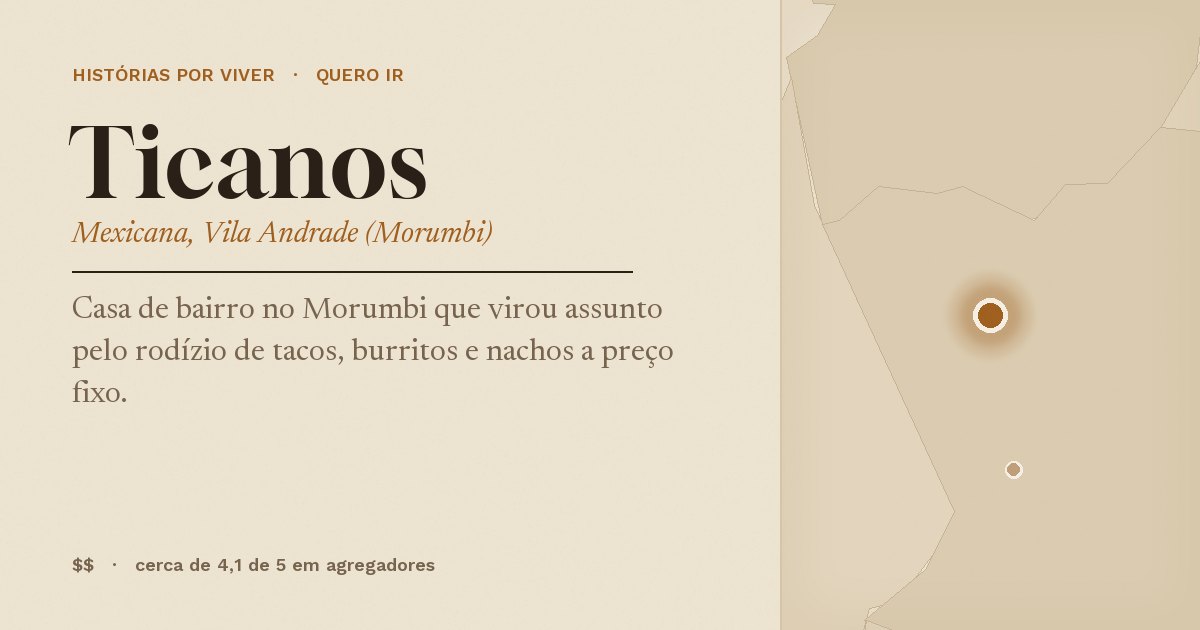 HISTÓRIAS POR VIVER · QUERO IR
Ticanos
Mexicana, Vila Andrade (Morumbi)
Casa de bairro no Morumbi que virou assunto
pelo rodízio de tacos, burritos e nachos a preço
fixo.
$$ · cerca de 4,1 de 5 em agregadores